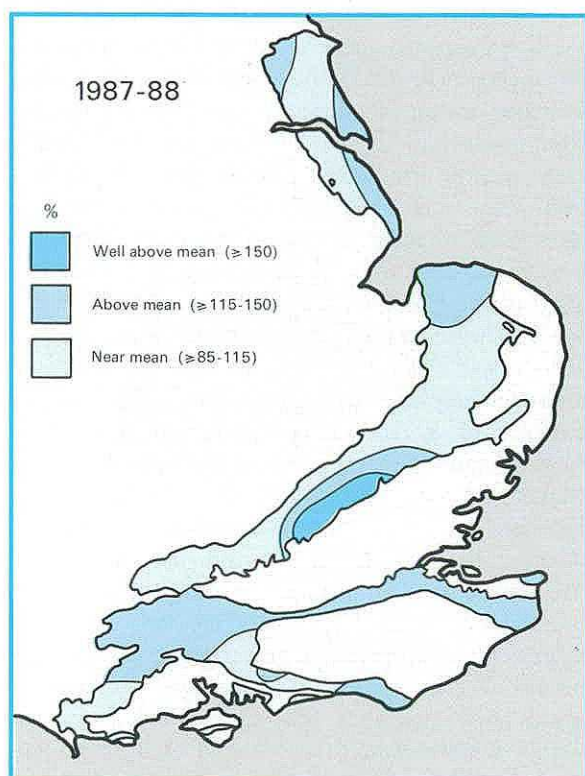 1987-88
%
Well above mean (⩾150)
Above mean (⩾115-150)
Near mean (⩾85-115)